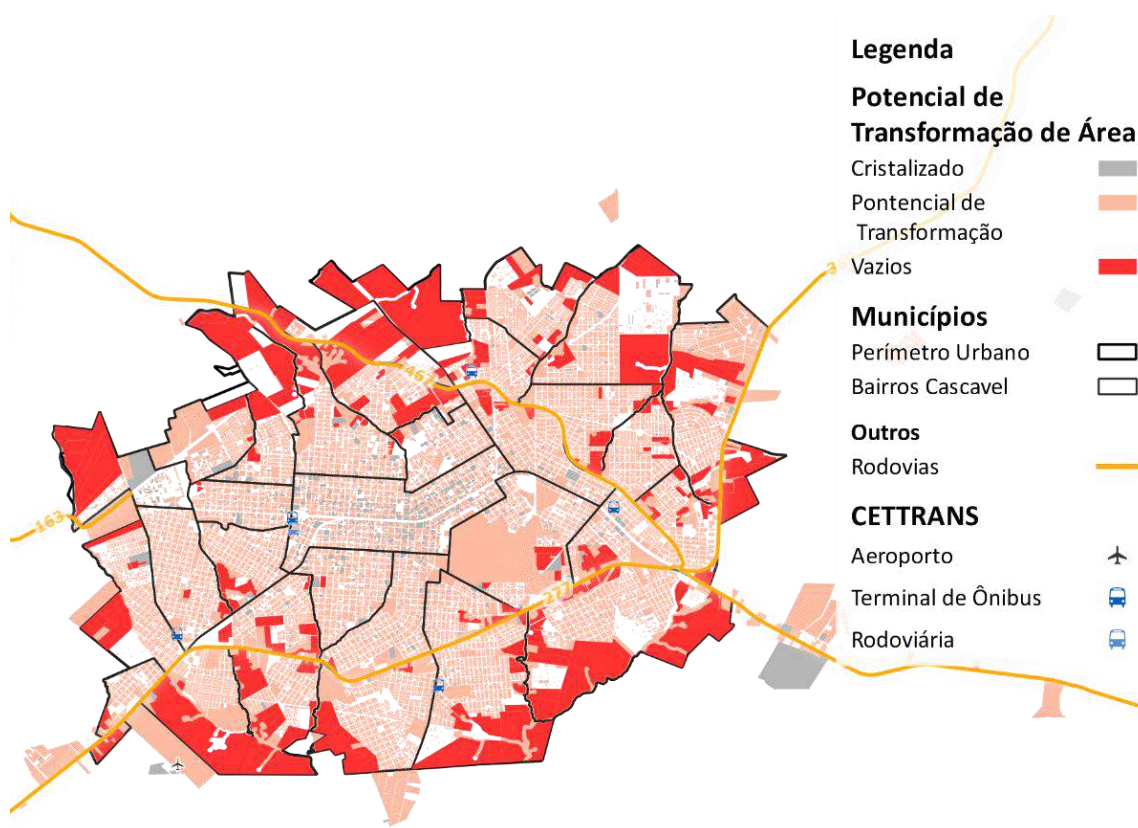 Legenda
Potencial de
Transformação de Área
Cristalizado
Pontencial de
Transformação
Vazios
Municípios
Perímetro Urbano
Bairros Cascavel
Outros
Rodovias
CETTRANS
Aeroporto
Terminal de Ônibus
Rodoviária
467
163
277